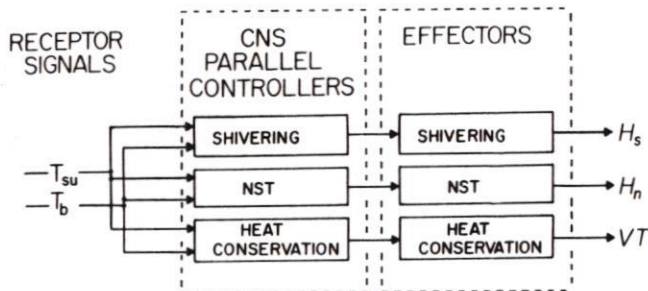 RECEPTOR
SIGNALS
CNS
PARALLEL
CONTROLLERS
EFFECTORS
SHIVERING
SHIVERING
H_s
T_su
NST
NST
H_n
T_b
HEAT
CONSERVATION
HEAT
CONSERVATION
VT